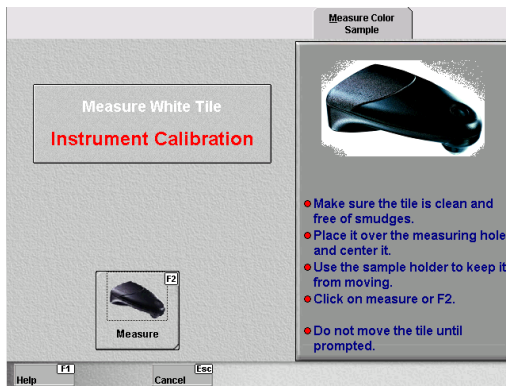 Measure Color
Sample
Measure White Tile
Instrument Calibration
Make sure the tile is clean and
free of smudges.
Place it over the measuring hole
and center it.
Use the sample holder to keep it
from moving.
Click on measure or F2.
Do not move the tile until
prompted.
F2
Measure
F1
Help
Esc
Cancel